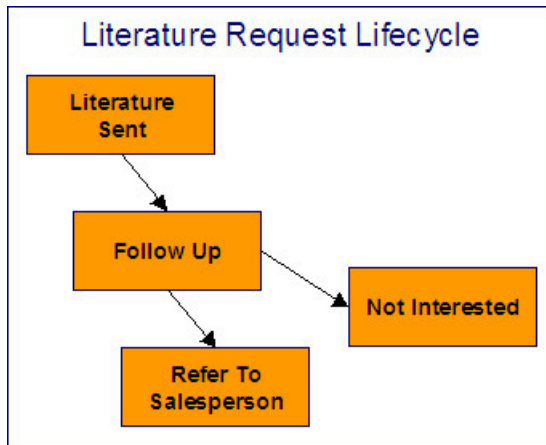 Literature Request Lifecycle
Literature
Sent
Follow Up
Not Interested
Refer To
Salesperson